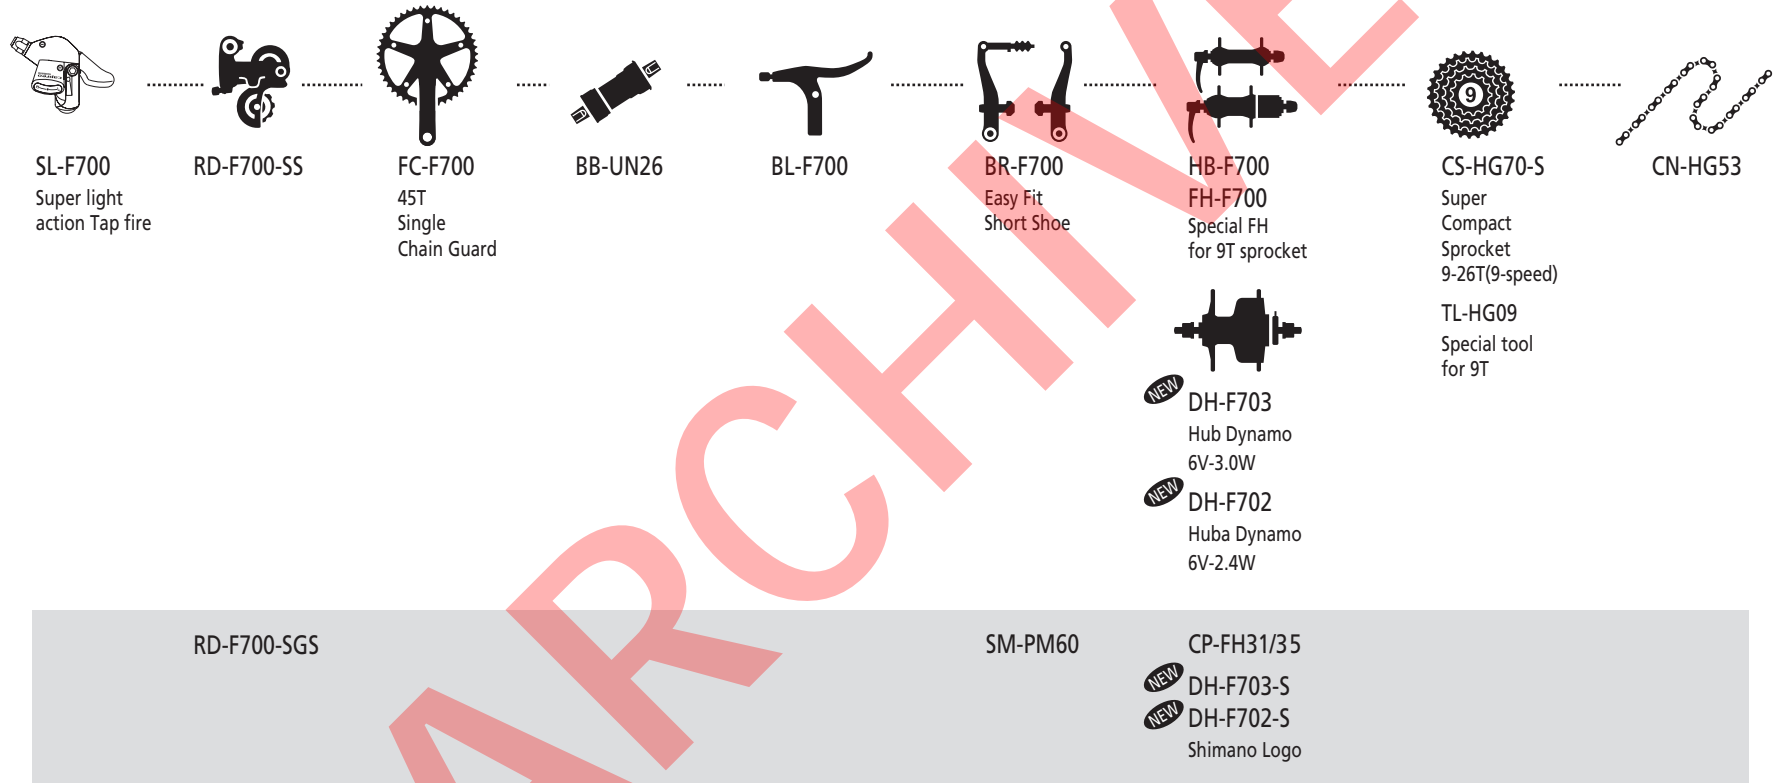 SL-F700
Super light
action Tap fire
RD-F700-SS
FC-F700
45T
Single
Chain Guard
BB-UN26
BL-F700
BR-F700
Easy Fit
Short Shoe
HB-F700
FH-F700
Special FH
for 9T sprocket
NEW
DH-F703
Hub Dynamo
6V-3.0W
NEW
DH-F702
Huba Dynamo
6V-2.4W
9
CS-HG70-S
Super
Compact
Sprocket
9-26T(9-speed)
TL-HG09
Special tool
for 9T
CN-HG53
RD-F700-SGS
SM-PM60
CP-FH31/35
NEW
DH-F703-S
NEW
DH-F702-S
Shimano Logo
ARCHIVE